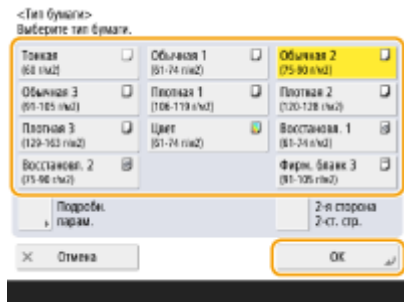 <Тип бумаги>
Выберите тип бумаги.
Тонкая
(60 г/м2)
Обычная 1
(61-74 г/м2)
Обычная 2
(75-90 г/м2)
Обычная 3
(91-105 г/м2)
Плотная 1
(106-119 г/м2)
Плотная 2
(120-128 г/м2)
Плотная 3
(129-163 г/м2)
Цвет
(61-74 г/м2)
Восстановл. 1
(61-74 г/м2)
Восстановл. 2
(75-90 г/м2)
Фирм. бланк 3
(91-105 г/м2)
Подробн.
парам.
2-я сторона
2-ст. стр.
Отмена
OK